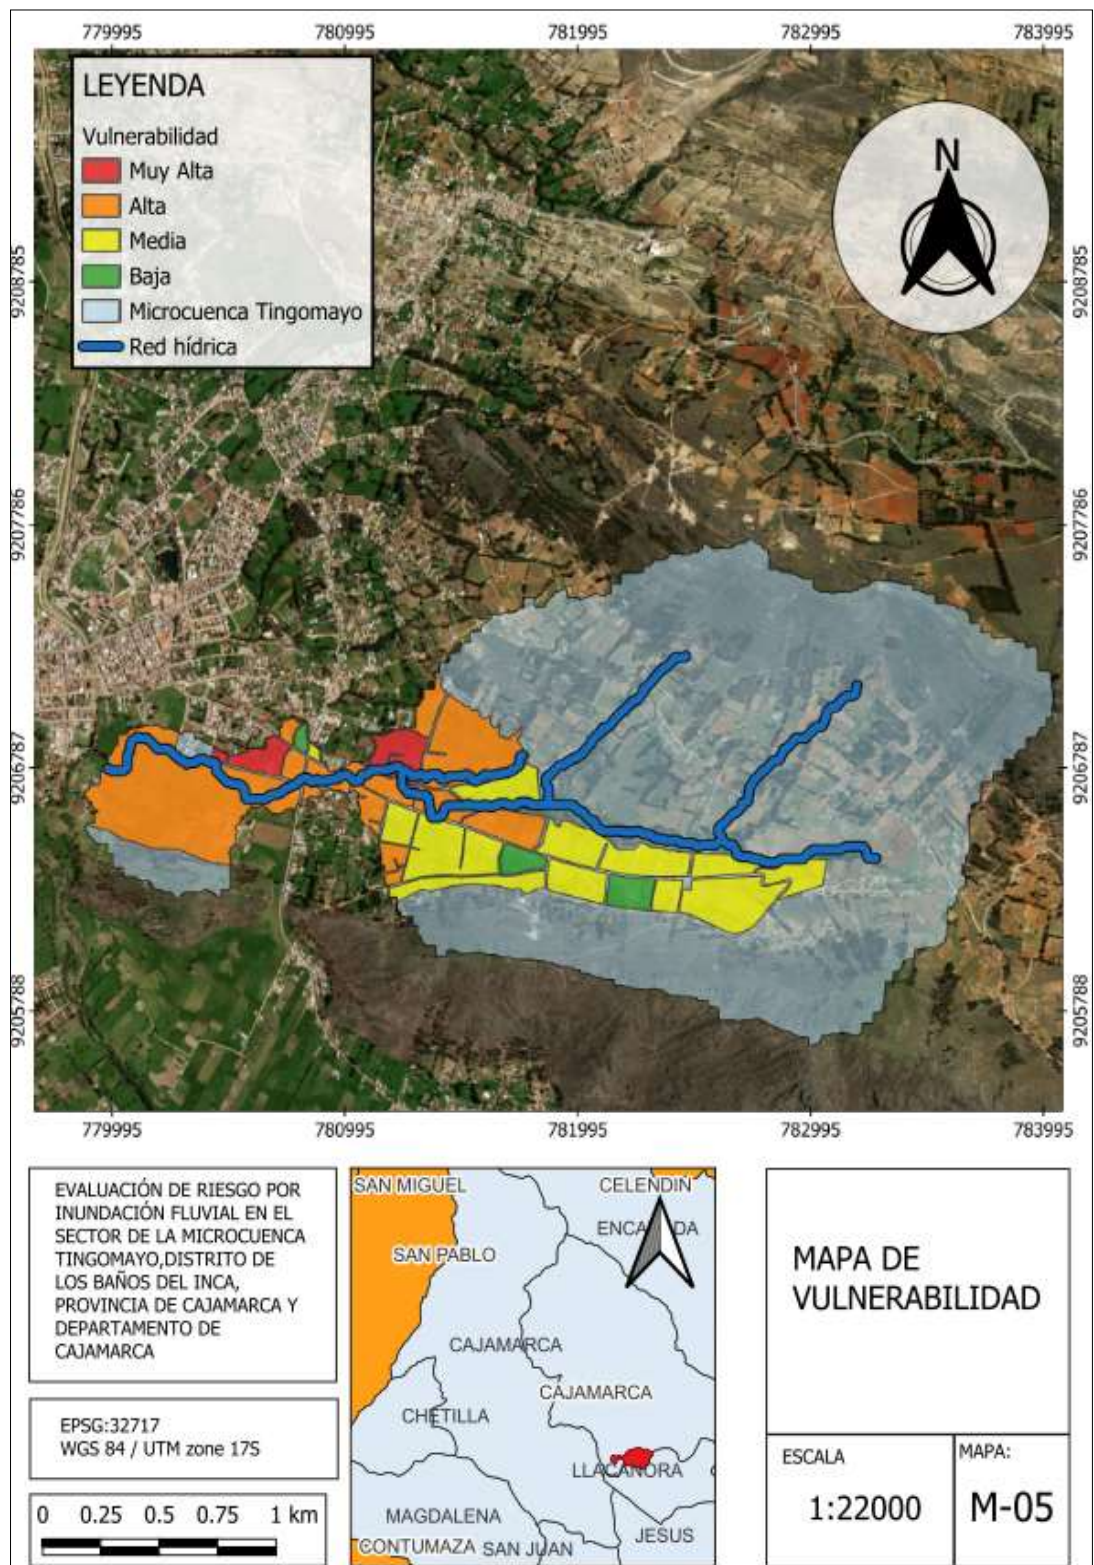 779995 780995 781995 782995 783995
LEYENDA
Vulnerabilidad
Muy Alta
Alta
Media
Baja
Microcuenca Tingomayo
Red hídrica
N
9208785 9208785
9207786 9207786
9206787 9206787
9205788 9205788
779995 780995 781995 782995 783995
EVALUACIÓN DE RIESGO POR
INUNDACIÓN FLUVIAL EN EL
SECTOR DE LA MICROCUENCA
TINGOMAYO,DISTRITO DE
LOS BAÑOS DEL INCA,
PROVINCIA DE CAJAMARCA Y
DEPARTAMENTO DE
CAJAMARCA
EPSG:32717
WGS 84 / UTM zone 17S
0 0.25 0.5 0.75 1 km
SAN MIGUEL CELENDIN
SAN PABLO
CAJAMARCA
CAJAMARCA
CHETILLA
LLACANORA
MAGDALENA
JESUS
CONTUMAZA SAN JUAN
MAPA DE
VULNERABILIDAD
ESCALA
1:22000
MAPA:
M-05